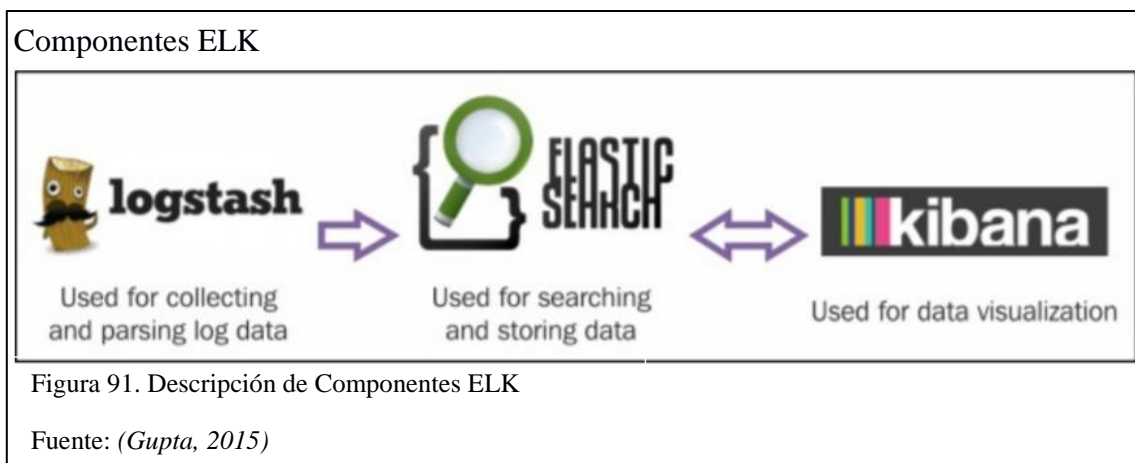 Componentes ELK
logstash
ELASTIC
SEARCH
kibana
Used for collecting
and parsing log data
Used for searching
and storing data
Used for data visualization
Figura 91. Descripción de Componentes ELK
Fuente: (Gupta, 2015)